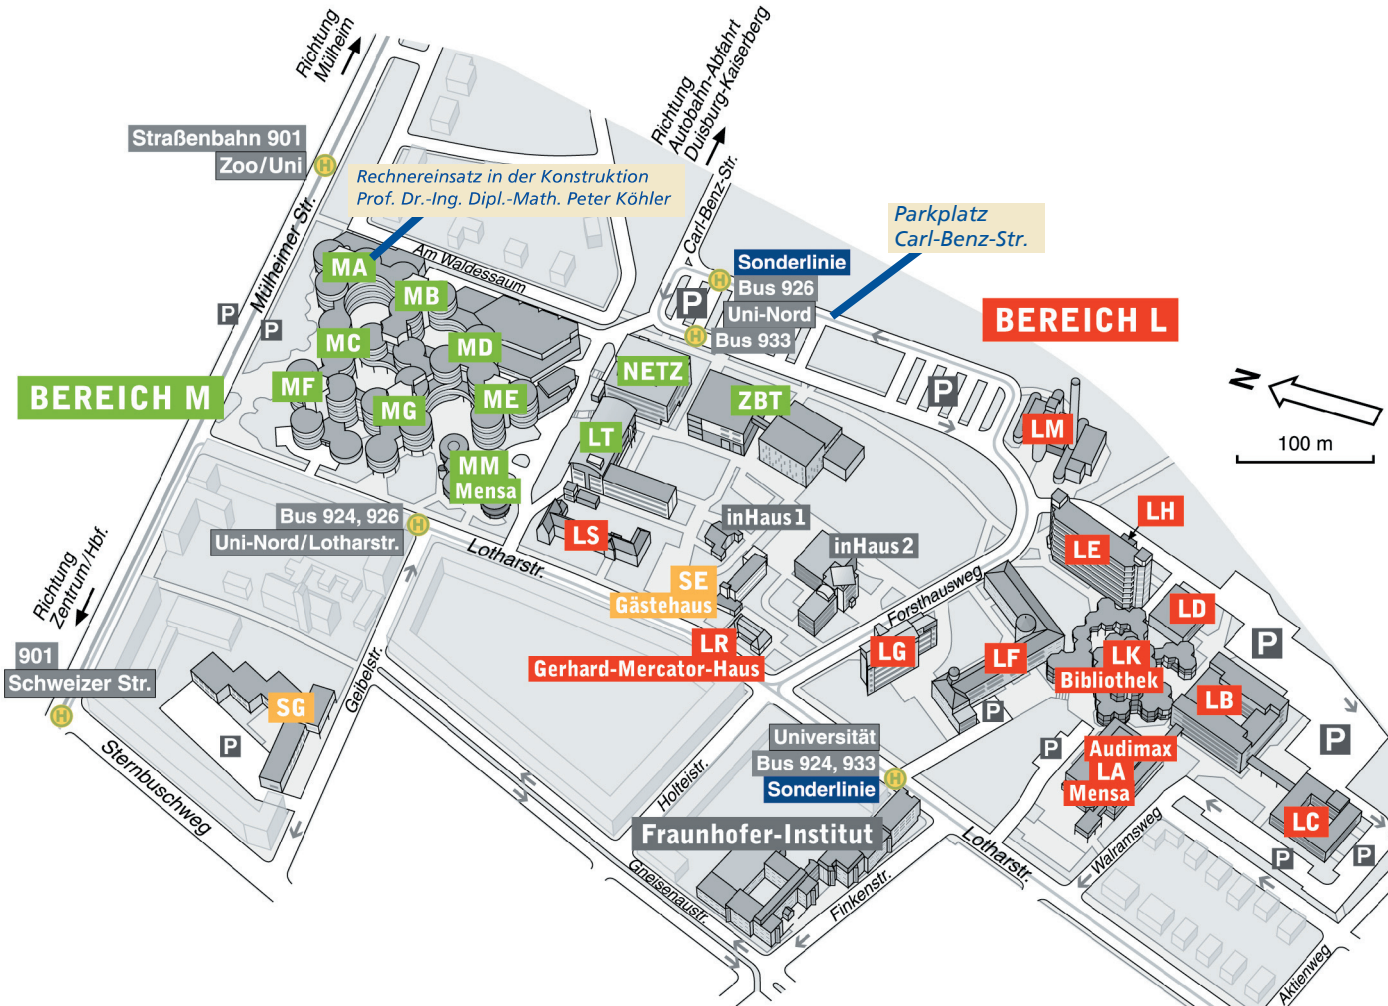 Richtung
Mülheim
Richtung
Autobahn-Abfahrt
Duisburg-Kaiserberg
Straßenbahn 901
Zoo/Uni
H
Rechnereinsatz in der Konstruktion
Prof. Dr.-Ing. Dipl.-Math. Peter Köhler
Carl-Benz-Str.
Parkplatz
Carl-Benz-Str.
Mülheimer Str.
Am Waldessaum
MA
MB
MC
MD
MF
MG
ME
MM
Mensa
P
P
BEREICH M
H
Sonderlinie
Bus 926
Uni-Nord
Bus 933
H
P
BEREICH L
N
100 m
NETZ
ZBT
LT
P
LM
LH
LE
LS
inHaus1
inHaus2
Bus 924, 926
Uni-Nord/Lotharstr.
H
Lotharstr.
SE
Gästehaus
LR
Gerhard-Mercator-Haus
Forsthausweg
LG
LF
LD
LK
Bibliothek
LB
P
P
P
P
Richtung
Zentrum/Hbf.
901
Schweizer Str.
H
SG
P
Geibelstr.
Sternbuschweg
Universität
Bus 924, 933
Sonderlinie
H
Holteistr.
Fraunhofer-Institut
Gneisenaustr.
Finkenstr.
Lotharstr.
Audimax
LA
Mensa
Walramsweg
LC
P
P
Aktienweg